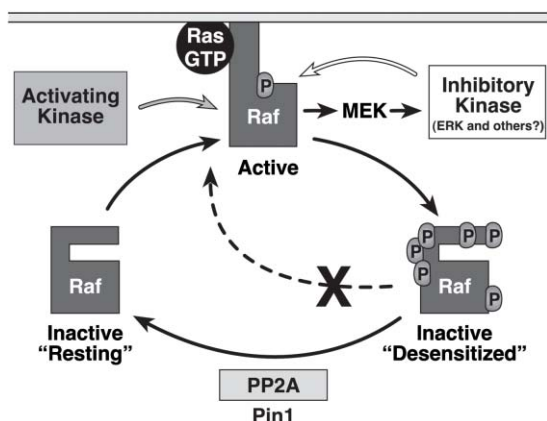 Ras
GTP
P
Raf
Active
Activating
Kinase
MEK
Inhibitory
Kinase
(ERK and others?)
Raf
Inactive
"Resting"
P
P
P
P
P
P
Raf
Inactive
"Desensitized"
X
PP2A
Pin1